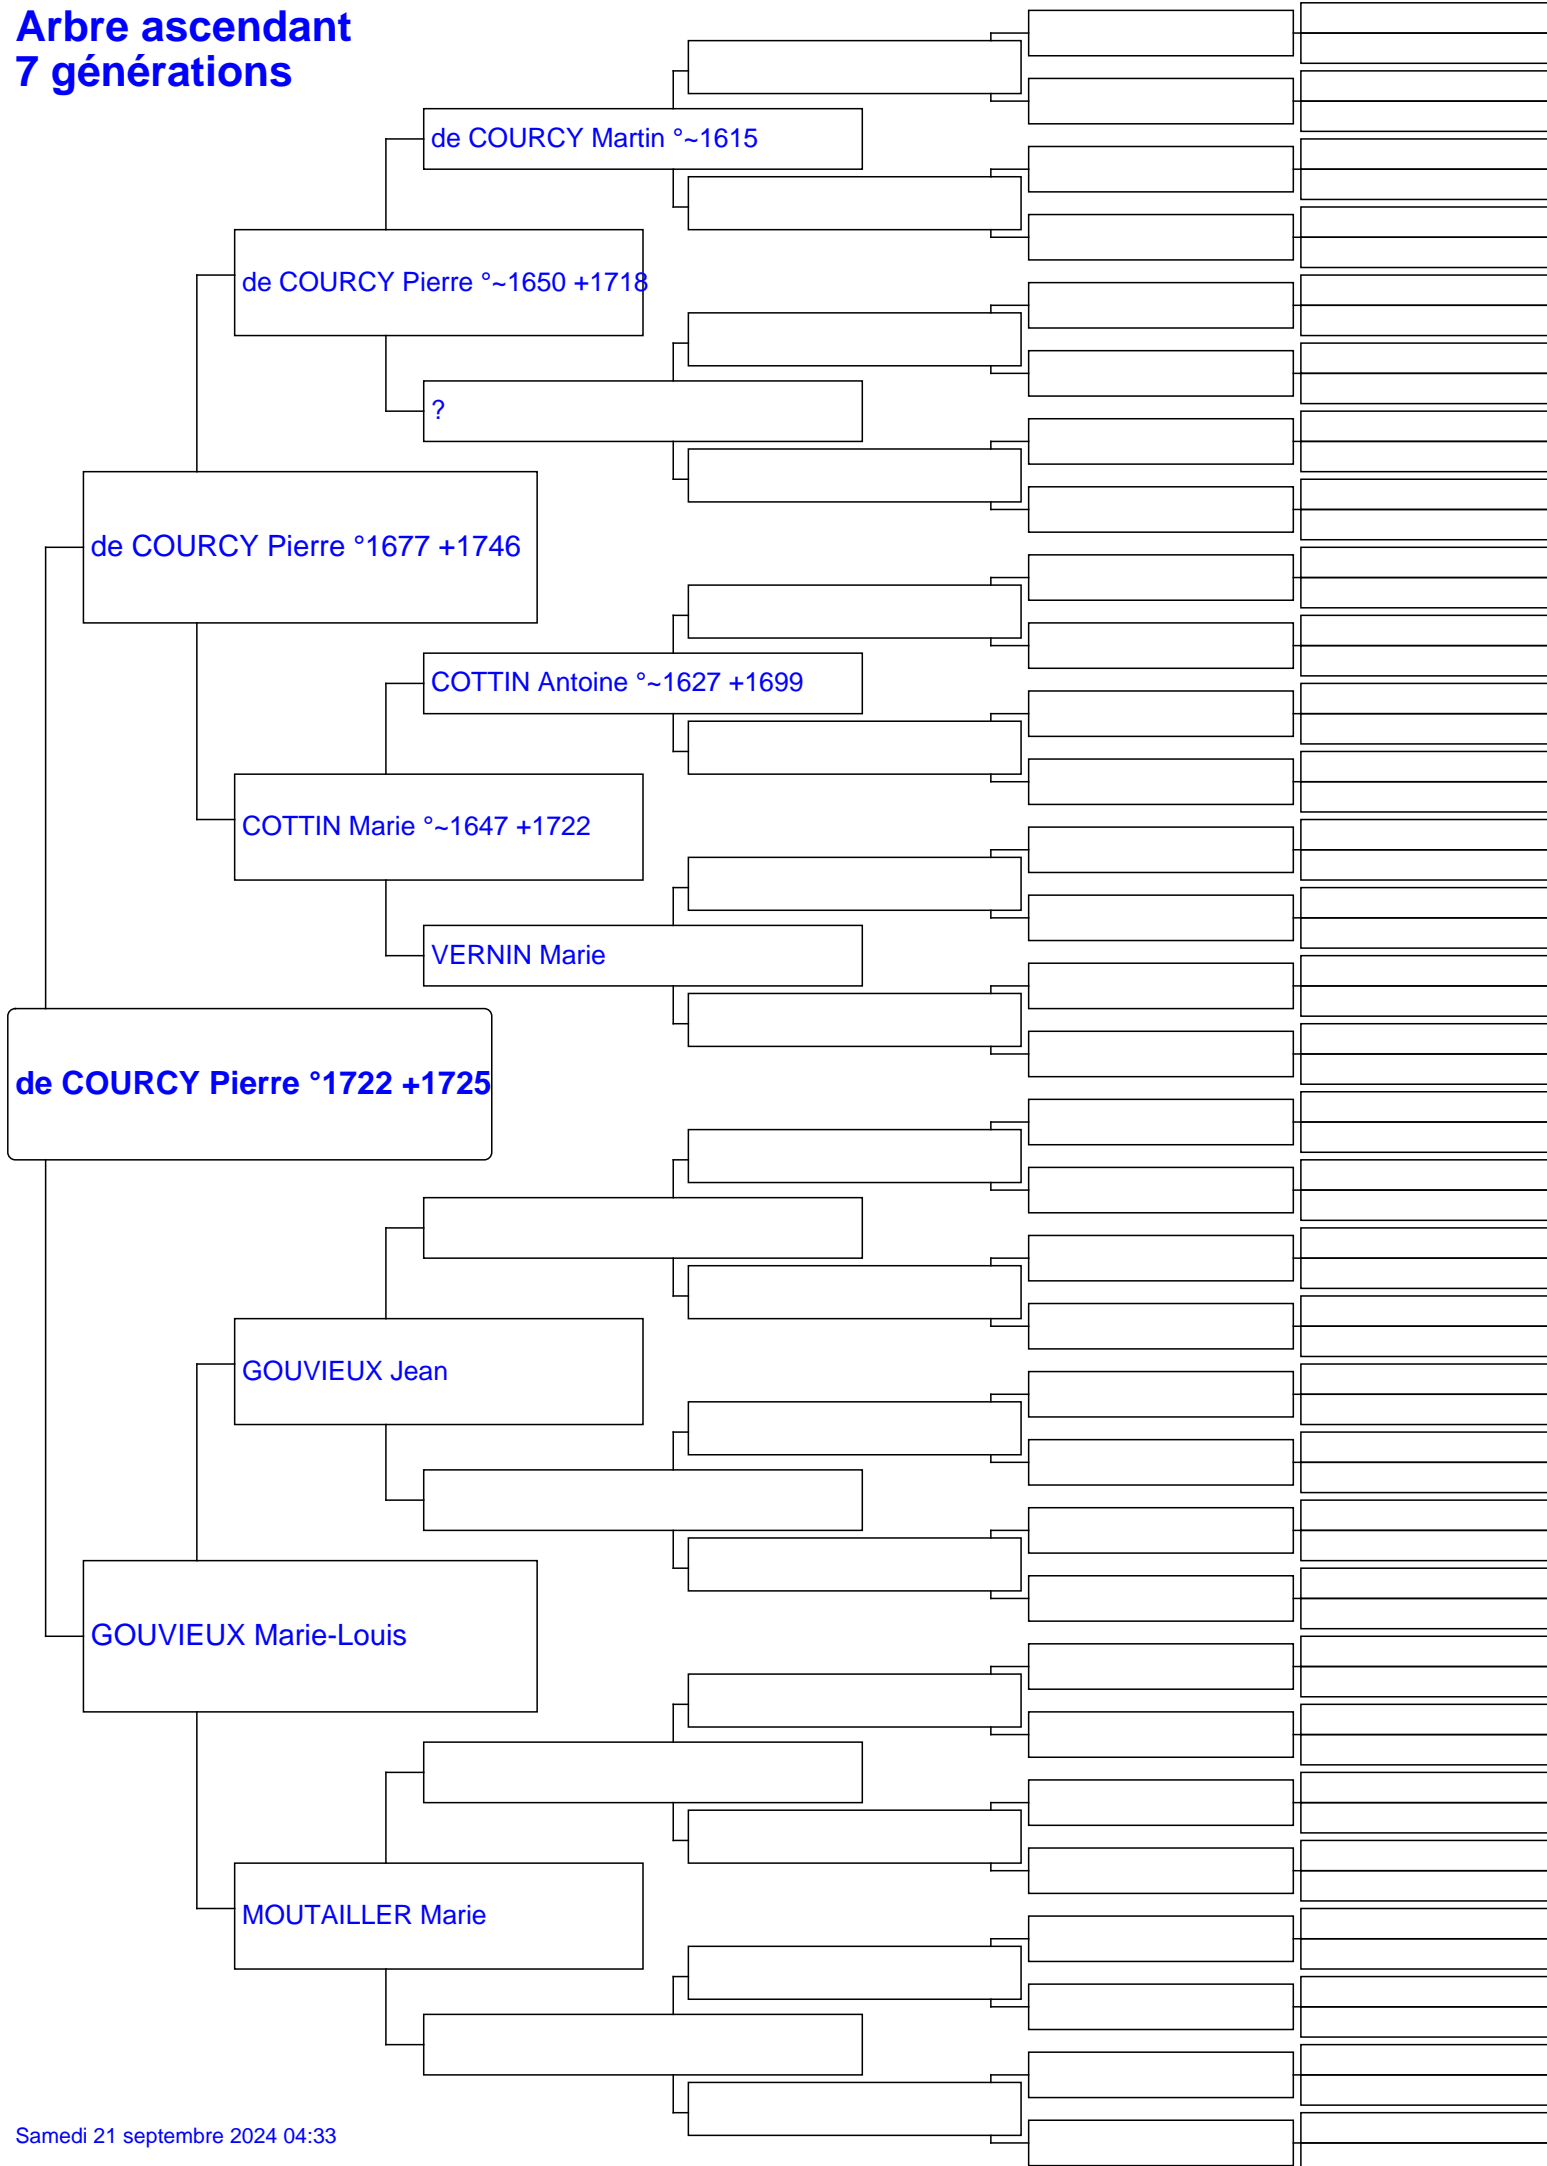 Arbre ascendant
7 générations
de COURCY Martin °~1615
de COURCY Pierre °~1650 +1718
?
de COURCY Pierre °1677 +1746
COTTIN Antoine °~1627 +1699
COTTIN Marie °~1647 +1722
VERNIN Marie
de COURCY Pierre °1722 +1725
GOUVIEUX Jean
GOUVIEUX Marie-Louis
MOUTAILLER Marie
Samedi 21 septembre 2024 04:33